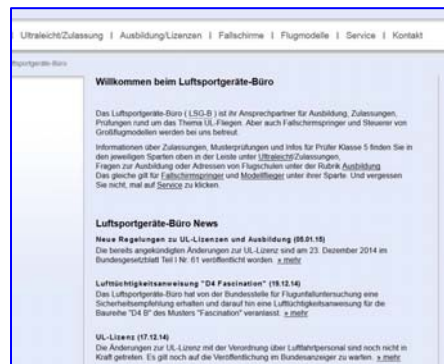 Ultraleicht/Zulassung | Ausbildung/Lizenzen | Fallschirme | Flugmodelle | Service | Kontakt
ftsportgeräte-Büro
Willkommen beim Luftsportgeräte-Büro
Das Luftsportgeräte-Büro ( LSG-B ) ist ihr Ansprechpartner für Ausbildung, Zulassungen,
Prüfungen rund um das Thema UL-Fliegen. Aber auch Fallschirmspringer und Steuerer von
Großflugmodellen werden bei uns betreut.
Informationen über Zulassungen, Musterprüfungen und Infos für Prüfer Klasse 5 finden Sie in
den jeweiligen Sparten oben in der Leiste unter Ultraleicht/Zulassungen,
Fragen zur Ausbildung oder Adressen von Flugschulen unter der Rubrik Ausbildung.
Das gleiche gilt für Fallschirmspringer und Modellflieger unter ihrer Sparte. Und vergessen
Sie nicht, mal auf Service zu klicken.
Luftsportgeräte-Büro News
Neue Regelungen zu UL-Lizenzen und Ausbildung (05.01.15)
Die bereits angekündigten Änderungen zur UL-Lizenz sind am 23. Dezember 2014 im
Bundesgesetzblatt Teil I Nr. 61 veröffentlicht worden. » mehr
Lufttüchtigkeitsanweisung "D4 Fascination" (19.12.14)
Das Luftsportgeräte-Büro hat von der Bundesstelle für Flugunfalluntersuchung eine
Sicherheitsempfehlung erhalten und darauf hin eine Lufttüchtigkeitsanweisung für die
Baureihe "D4 B" des Musters "Fascination" veranlasst. » mehr
UL-Lizenz (17.12.14)
Die Änderungen zur UL-Lizenz mit der Verordnung über Luftfahrtpersonal sind noch nicht in
Kraft getreten. Es gilt noch auf die Veröffentlichung im Bundesanzeiger zu warten. » mehr